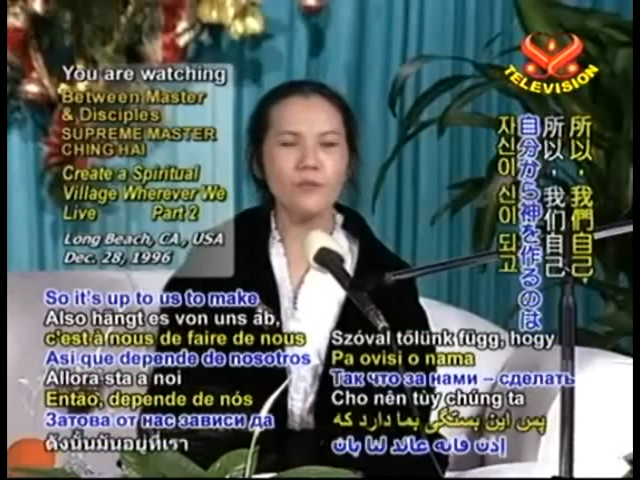 You are watching
Between Master
& Disciples
SUPREME MASTER
CHING HAI
Create a Spiritual
Village Wherever We
Live Part 2
Long Beach, CA, USA
Dec. 28, 1996
TELEVISION
所以，我們自己，
所以，我们自己
自分から神を作るのは
자신이 신이 되고
So it's up to us to make
Also hängt es von uns ab,
c'est à nous de faire de nous
Así que depende de nosotros
Allora sta a noi
Então, depende de nós
Затова от нас зависи да
ดังนั้นมันอยู่ที่เรา
Szóval tőlünk függ, hogy
Pa ovisi o nama
Так что за нами – сделать
Cho nên tùy chúng ta
پس این بستگی بما دارد که
إذن فإنه عائد لنا بأن